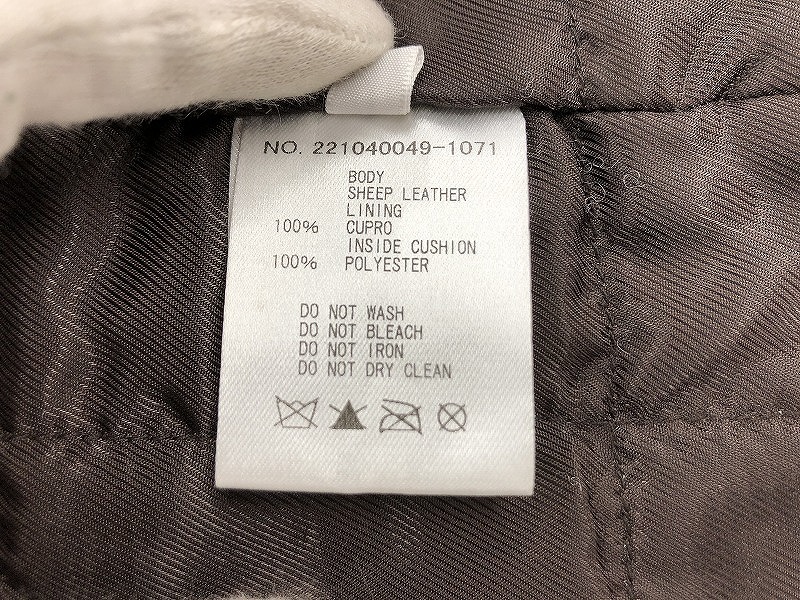 NO. 221040049-1071
BODY
SHEEP LEATHER
LINING
100% CUPRO
INSIDE CUSHION
100% POLYESTER
DO NOT WASH
DO NOT BLEACH
DO NOT IRON
DO NOT DRY CLEAN